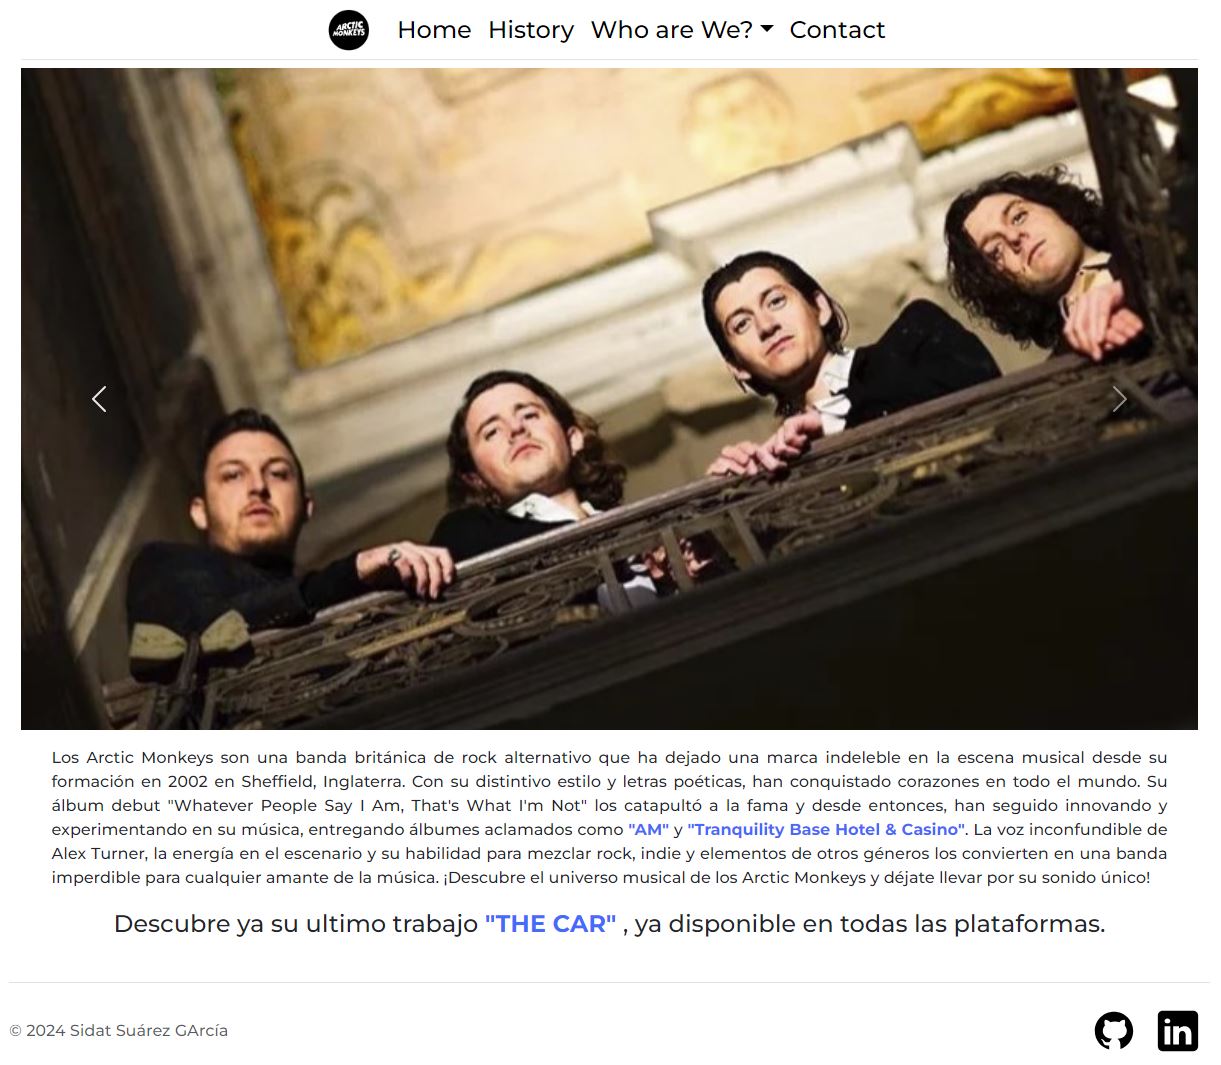 ARCTIC
MONKEYS
Home History Who are We? Contact
Los Arctic Monkeys son una banda británica de rock alternativo que ha dejado una marca indeleble en la escena musical desde su
formación en 2002 en Sheffield, Inglaterra. Con su distintivo estilo y letras poéticas, han conquistado corazones en todo el mundo. Su
álbum debut "Whatever People Say I Am, That's What I'm Not" los catapultó a la fama y desde entonces, han seguido innovando y
experimentando en su música, entregando álbumes aclamados como "AM" y "Tranquility Base Hotel & Casino". La voz inconfundible de
Alex Turner, la energía en el escenario y su habilidad para mezclar rock, indie y elementos de otros géneros los convierten en una banda
imperdible para cualquier amante de la música. ¡Descubre el universo musical de los Arctic Monkeys y déjate llevar por su sonido único!
Descubre ya su ultimo trabajo "THE CAR" , ya disponible en todas las plataformas.
© 2024 Sidat Suárez GArcía
in